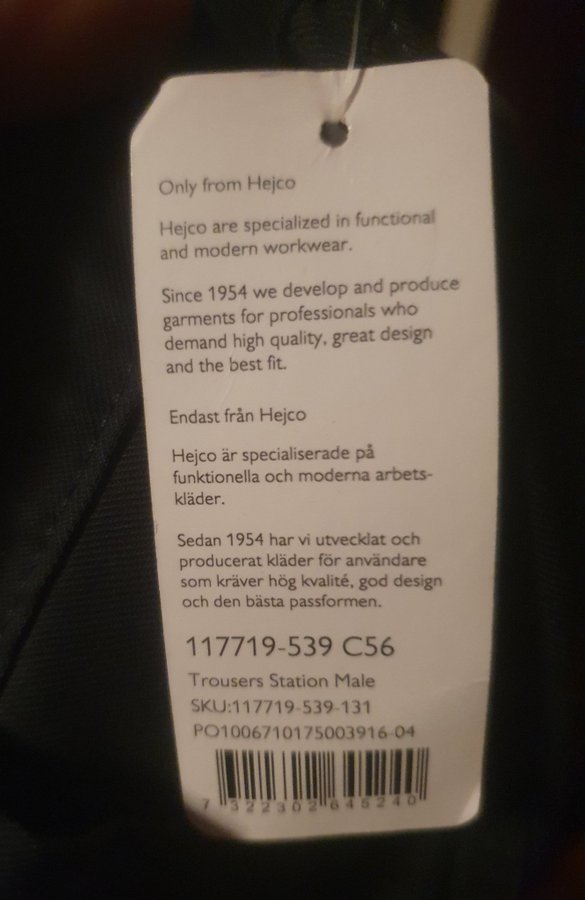 Only from Hejco
Hejco are specialized in functional
and modern workwear.
Since 1954 we develop and produce
garments for professionals who
demand high quality, great design
and the best fit.
Endast från Hejco
Hejco är specialiserade på
funktionella och moderna arbets-
kläder.
Sedan 1954 har vi utvecklat och
producerat kläder för användare
som kräver hög kvalité, god design
och den bästa passformen.
117719-539 C56
Trousers Station Male
SKU:117719-539-131
PO1006710175003916-04
7 322302 645240